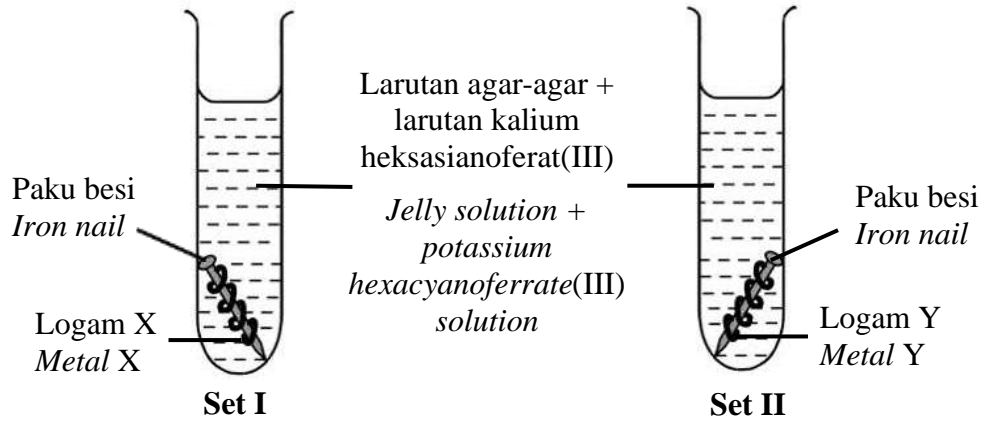 Larutan agar-agar +
larutan kalium
heksasianoferat(III)
Jelly solution +
potassium
hexacyanoferrate(III)
solution
Paku besi
Iron nail
Logam X
Metal X
Set I
Paku besi
Iron nail
Logam Y
Metal Y
Set II